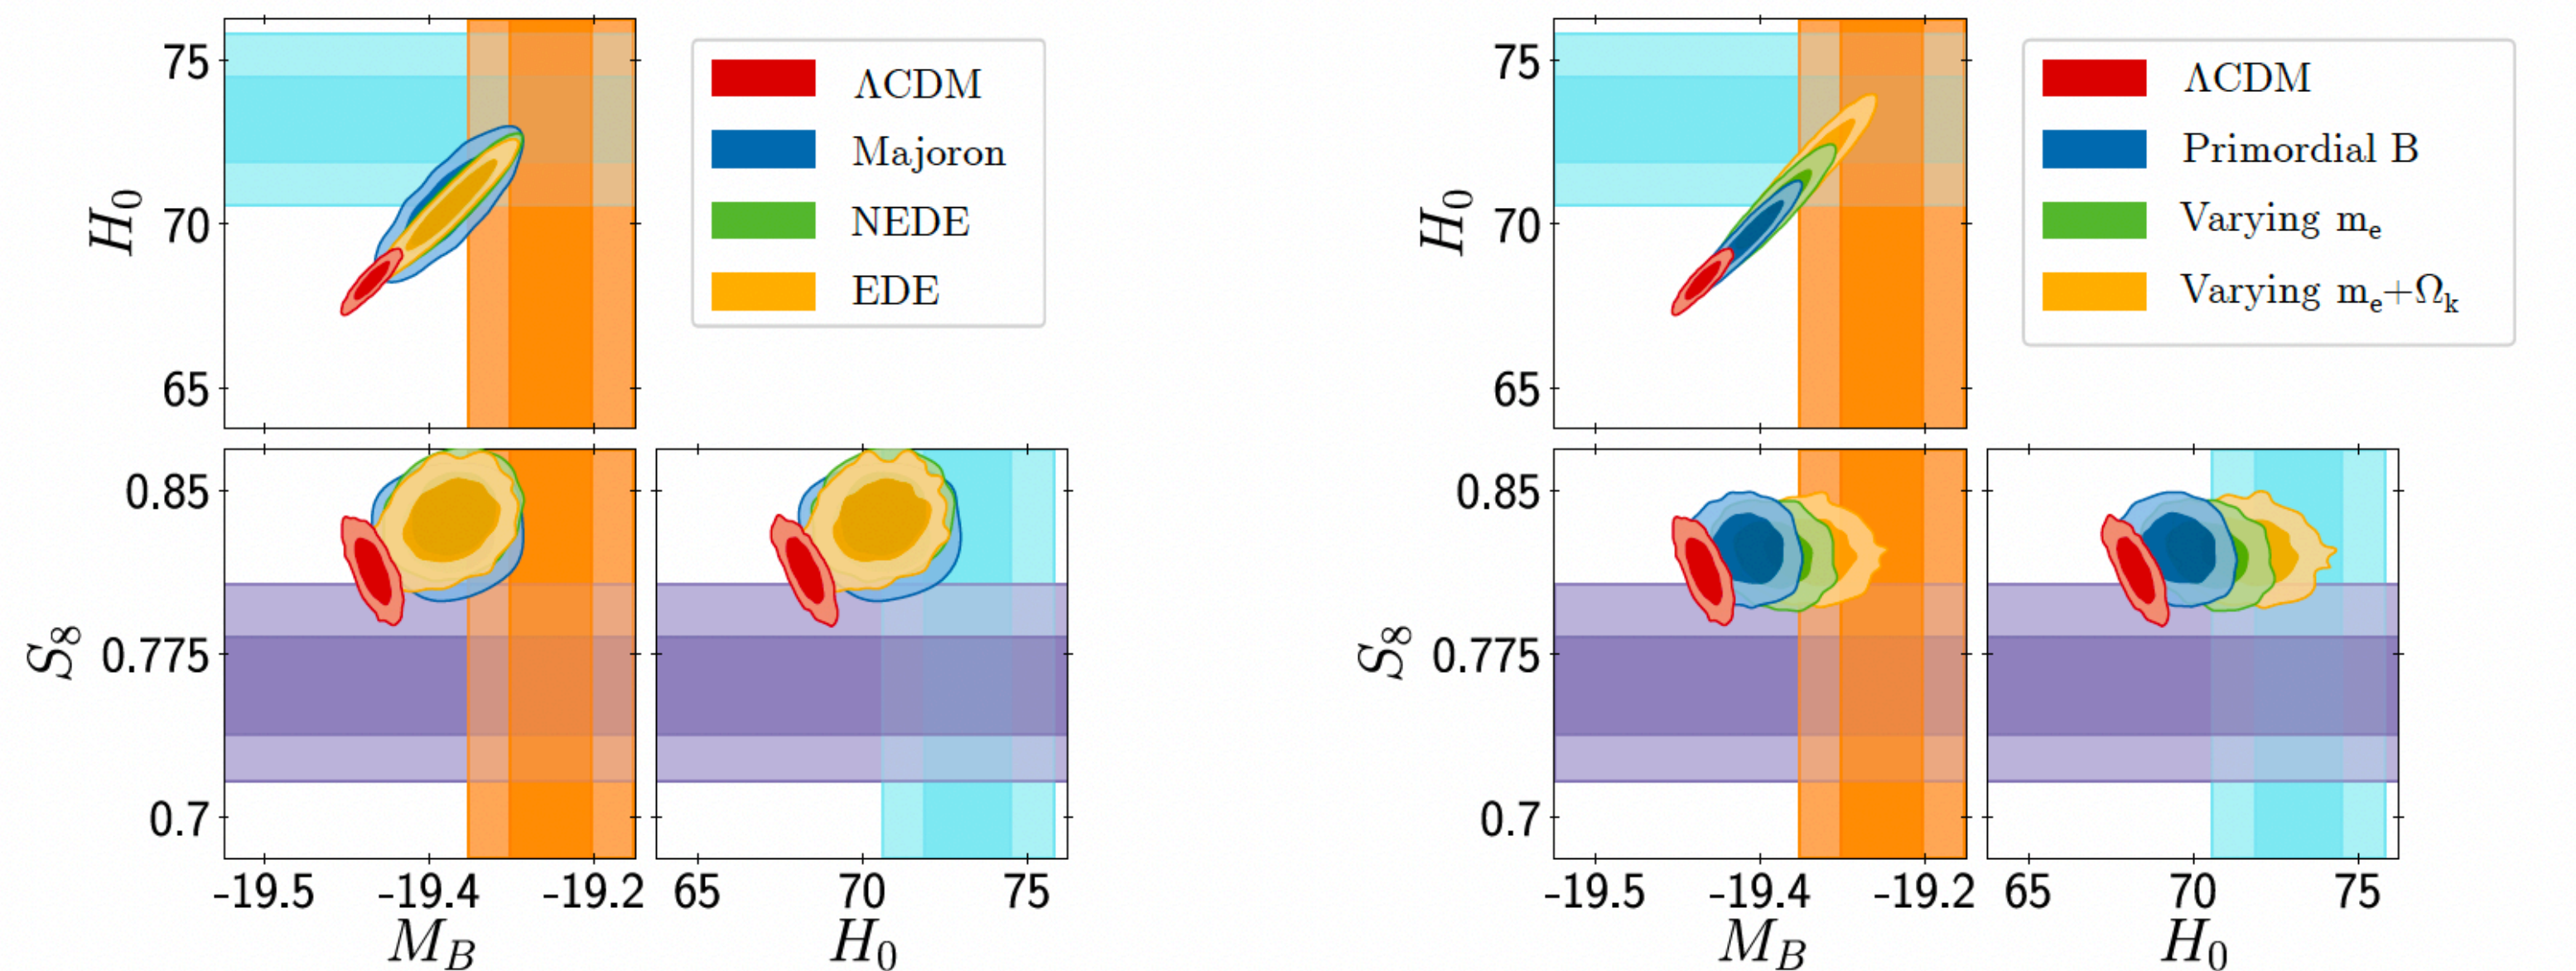 75
70
65
H₀
ΛCDM
Majoron
NEDE
EDE
0.85
0.775
0.7
S₈
-19.5 -19.4 -19.2
M_B
65 70 75
H₀
75
70
65
H₀
ΛCDM
Primordial B
Varying mₑ
Varying mₑ+Ωₖ
0.85
0.775
0.7
S₈
-19.5 -19.4 -19.2
M_B
65 70 75
H₀